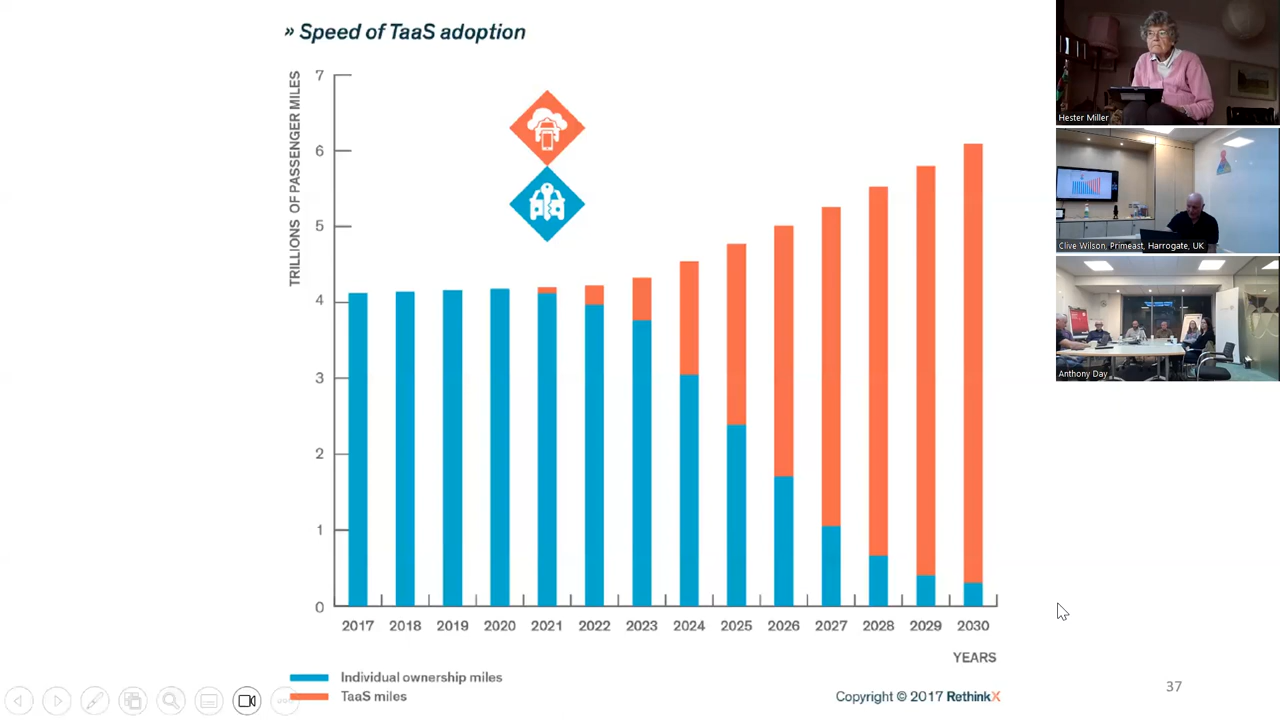 » Speed of TaaS adoption
TRILLIONS OF PASSENGER MILES
7
6
5
4
3
2
1
0
2017 2018 2019 2020 2021 2022 2023 2024 2025 2026 2027 2028 2029 2030
YEARS
Individual ownership miles
TaaS miles
Copyright © 2017 RethinkX
37
Hester Miller
Clive Wilson, Primeast, Harrogate, UK
Anthony Day